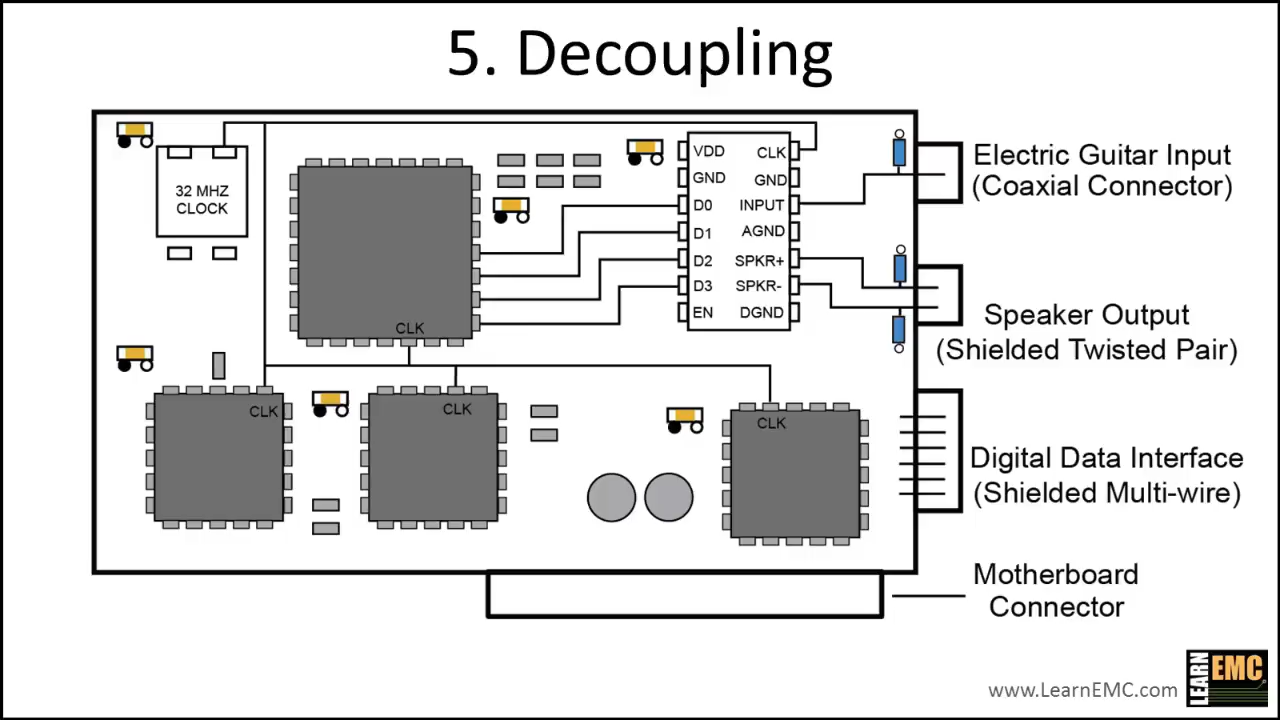 5. Decoupling
32 MHZ
CLOCK
VDD
GND
D0
D1
D2
D3
EN
CLK
GND
INPUT
AGND
SPKR+
SPKR-
DGND
CLK
CLK
CLK
CLK
Electric Guitar Input
(Coaxial Connector)
Speaker Output
(Shielded Twisted Pair)
Digital Data Interface
(Shielded Multi-wire)
Motherboard
Connector
www.LearnEMC.com
LEARN
EMC